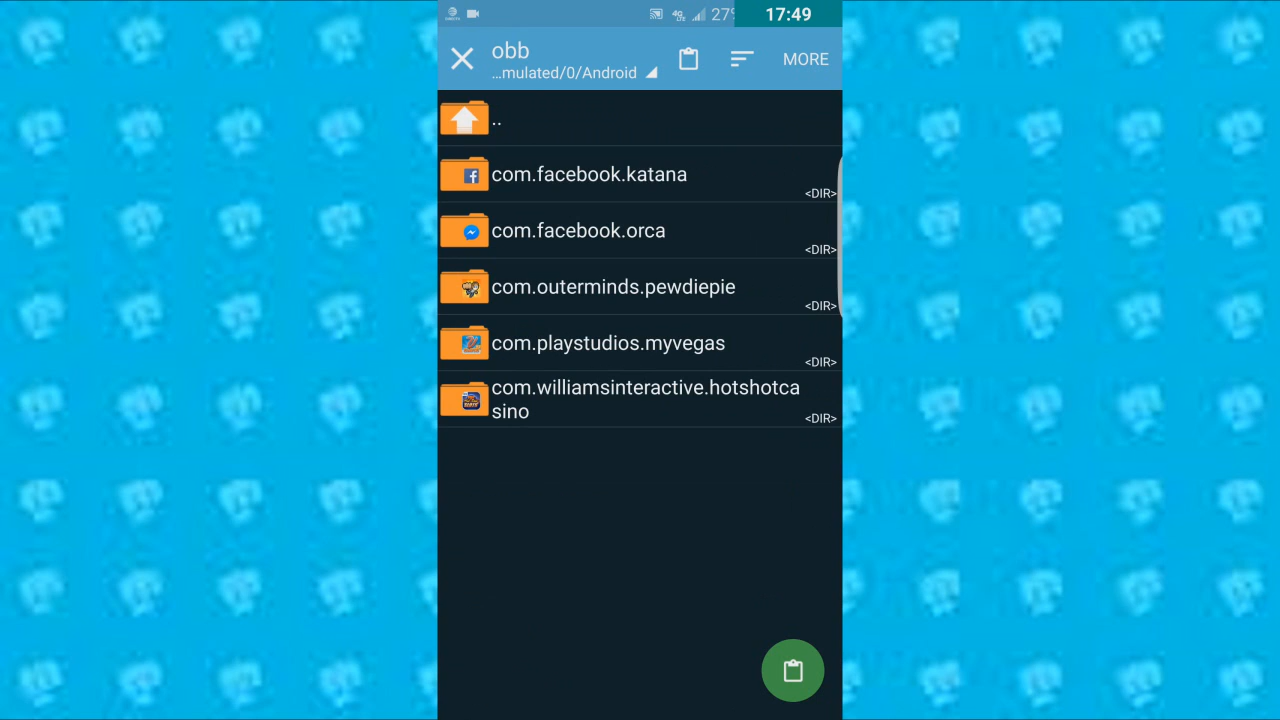 27%
17:49
obb
...mulated/0/Android
MORE
..
com.facebook.katana
<DIR>
com.facebook.orca
<DIR>
com.outerminds.pewdiepie
<DIR>
com.playstudios.myvegas
<DIR>
com.williamsinteractive.hotshotca
sino
<DIR>